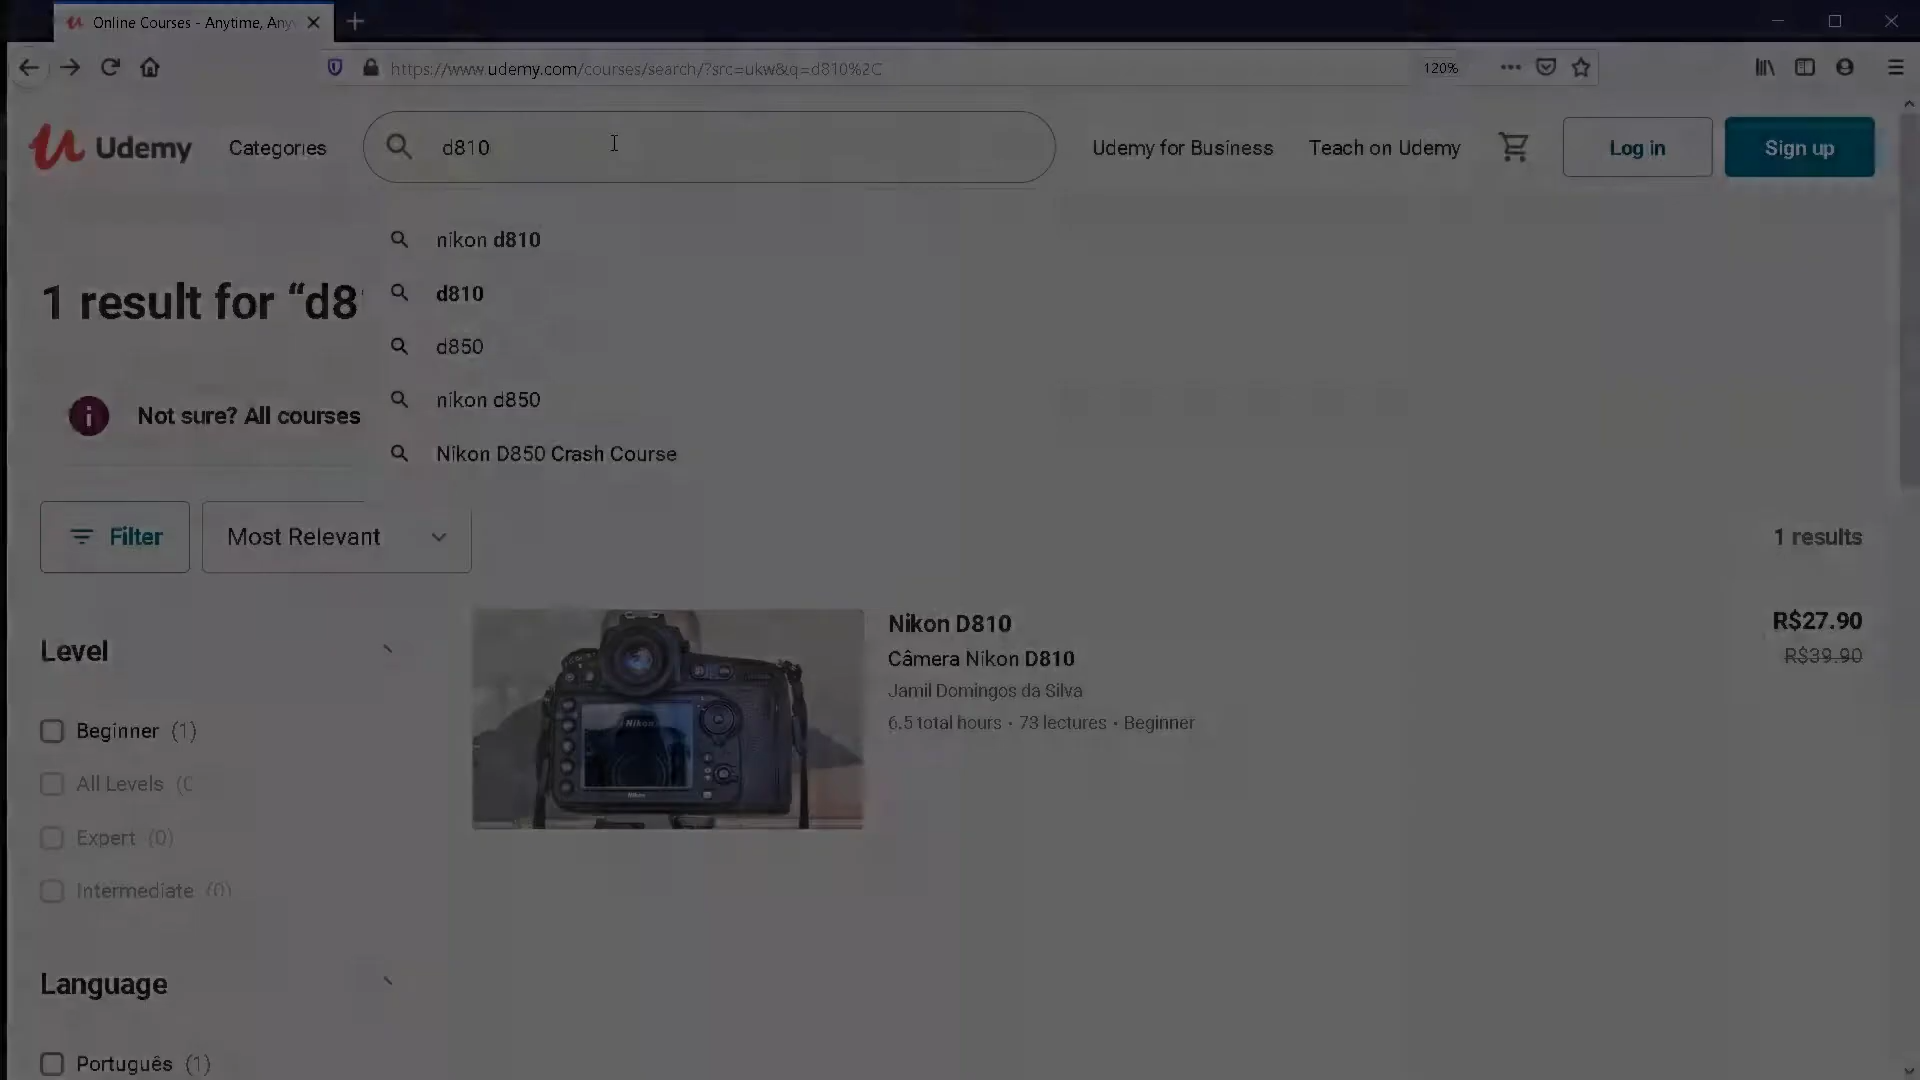 Online Courses - Anytime, Any
https://www.udemy.com/courses/search/?src=ukw&q=d810%2C
120%
Udemy
Categories
d810
Udemy for Business
Teach on Udemy
Log in
Sign up
nikon d810
d810
d850
nikon d850
Nikon D850 Crash Course
1 result for “d8
Not sure? All courses
Filter
Most Relevant
1 results
Level
Beginner (1)
All Levels (0
Expert (0)
Intermediate (0)
Language
Português (1)
Nikon
Nikon
Nikon D810
Câmera Nikon D810
Jamil Domingos da Silva
6.5 total hours · 73 lectures · Beginner
R$27.90
R$39.90